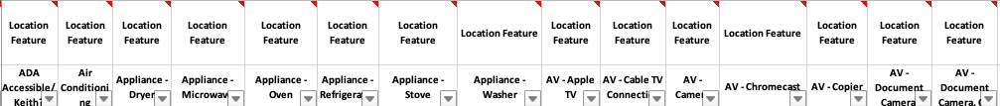 Location Feature Location Feature Location Feature Location Feature Location Feature Location Feature Location Feature Location Feature Location Feature Location Feature Location Feature Location Feature Location Feature Location Feature Location Feature
ADA Accessible/ Keith? Air Conditioning Appliance - Dryer Appliance - Microwav Appliance - Oven Appliance - Refrigera Appliance - Stove Appliance - Washer AV - Apple TV AV - Cable TV Connecti AV - Camer AV - Chromecast AV - Copier AV - Document Camera AV - Document Camera,